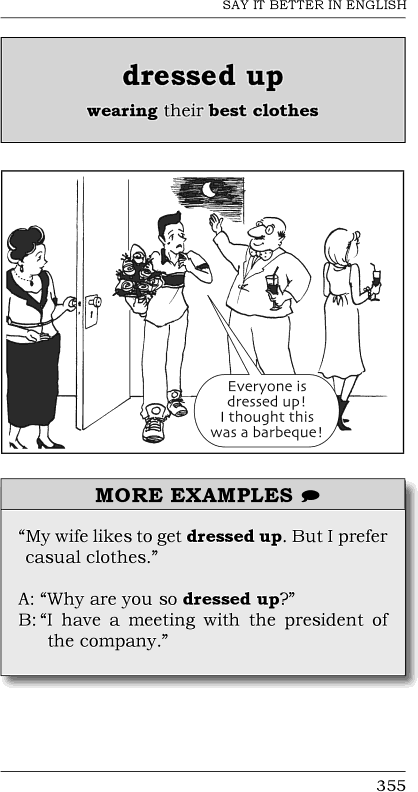 SAY IT BETTER IN ENGLISH
dressed up
wearing their best clothes
Everyone is
dressed up!
I thought this
was a barbeque!
MORE EXAMPLES
“My wife likes to get dressed up. But I prefer
casual clothes.”
A: “Why are you so dressed up?”
B: “I have a meeting with the president of
the company.”
355